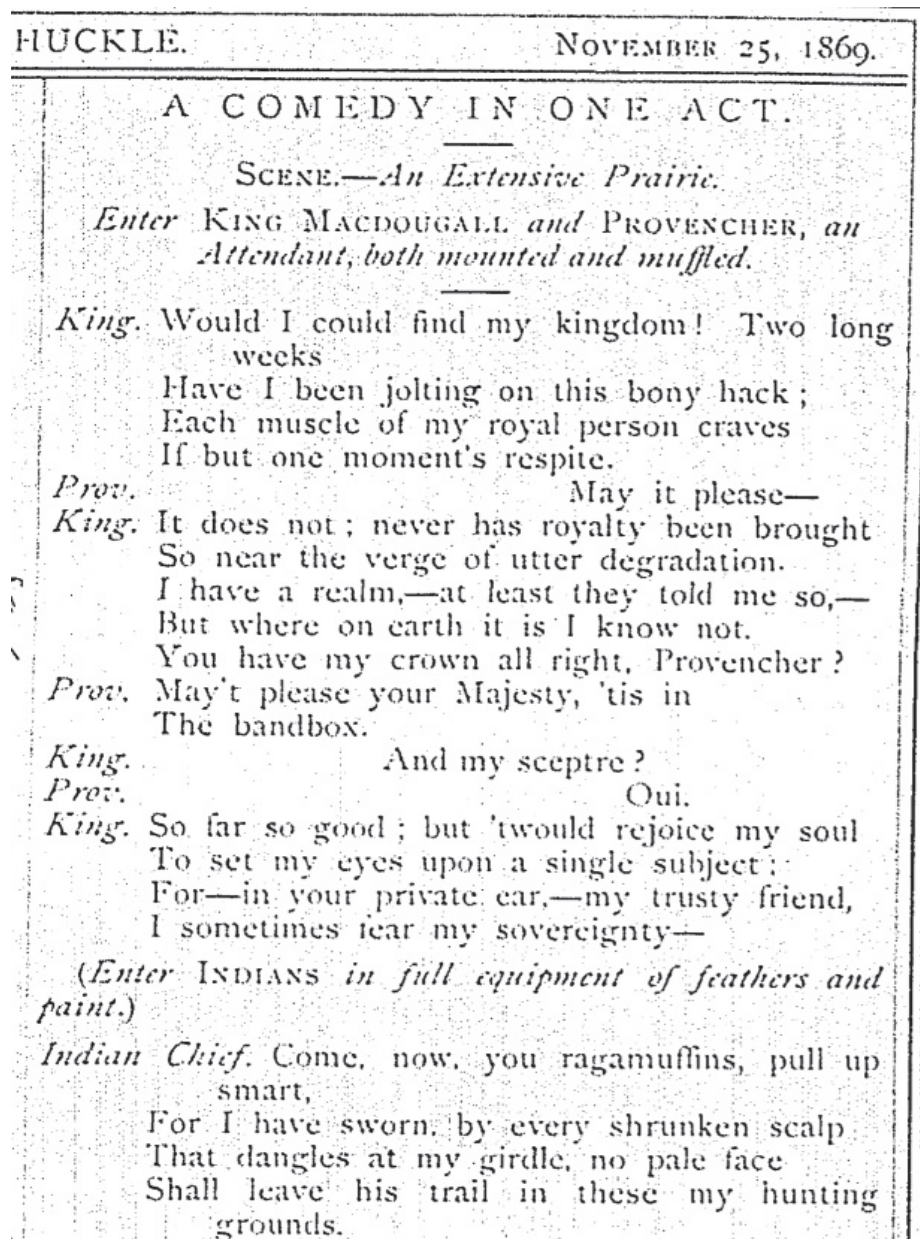 HUCKLE.
NOVEMBER 25, 1869.
A COMEDY IN ONE ACT.
SCENE.—An Extensive Prairie.
Enter KING MACDOUGALL and PROVENCHER, an
Attendant, both mounted and muffled.
King. Would I could find my kingdom! Two long
weeks
Have I been jolting on this bony hack;
Each muscle of my royal person craves
If but one moment's respite.
Prov. May it please—
King. It does not; never has royalty been brought
So near the verge of utter degradation.
I have a realm,—at least they told me so,—
But where on earth it is I know not.
You have my crown all right, Provencher?
Prov. May't please your Majesty, 'tis in
The bandbox.
King. And my sceptre?
Prov. Oui.
King. So far so good; but 'twould rejoice my soul
To set my eyes upon a single subject;
For—in your private ear,—my trusty friend,
I sometimes fear my sovereignty—
(Enter INDIANS in full equipment of feathers and
paint.)
Indian Chief. Come, now, you ragamuffins, pull up
smart,
For I have sworn, by every shrunken scalp
That dangles at my girdle, no pale face
Shall leave his trail in these my hunting
grounds.